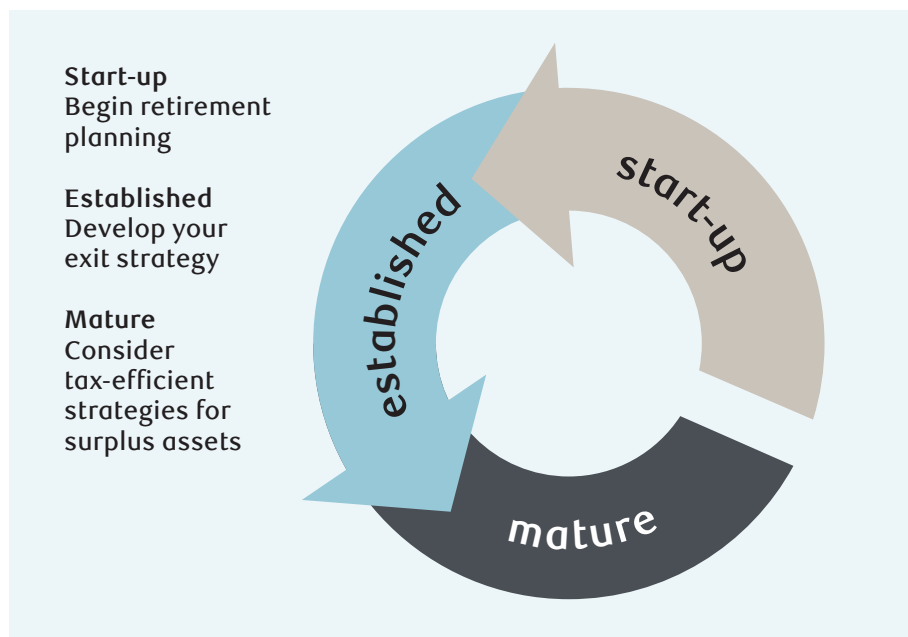 Start-up
Begin retirement
planning
Established
Develop your
exit strategy
Mature
Consider
tax-efficient
strategies for
surplus assets
start-up
established
mature